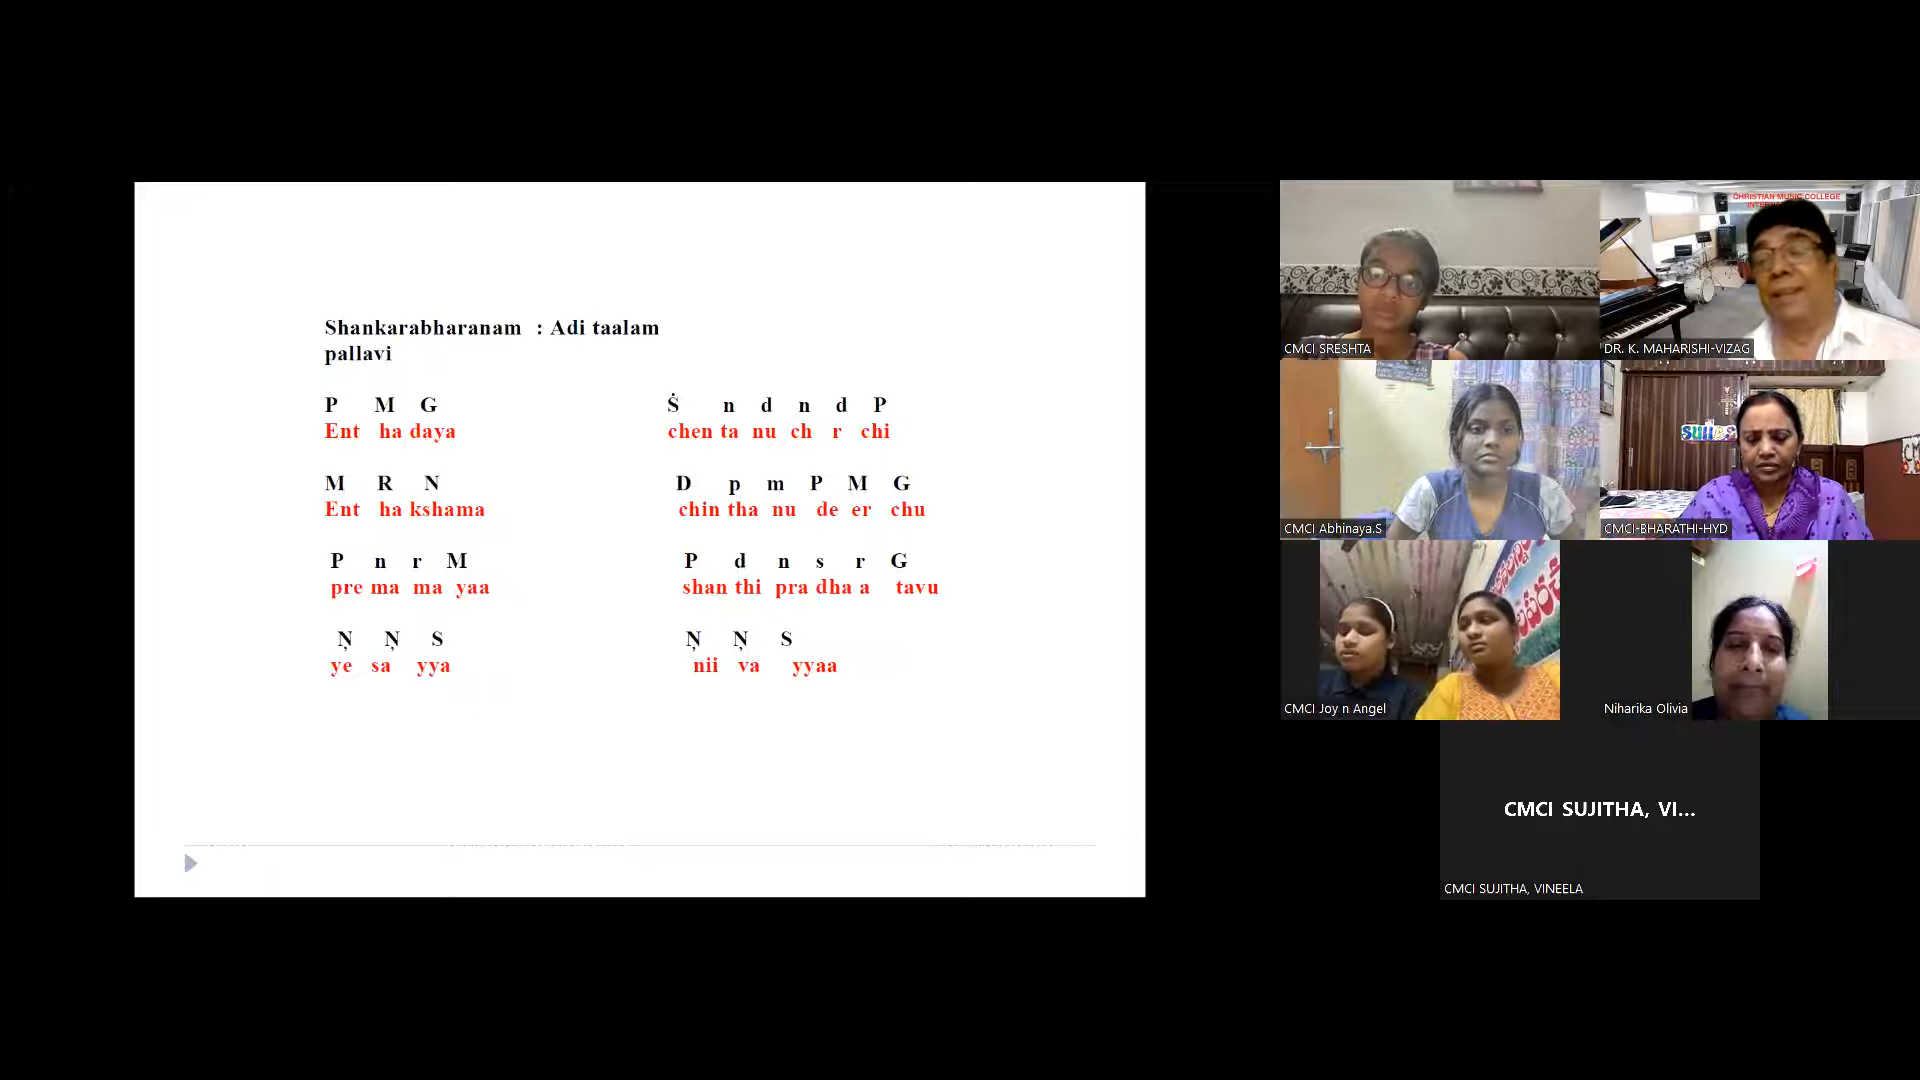 Shankarabharanam : Adi taalam
pallavi
P M G Ṡ n d n d P
Ent ha daya chen ta nu ch r chi
M R N D p m P M G
Ent ha kshama chin tha nu de er chu
P n r M P d n s r G
pre ma ma yaa shan thi pra dha a tavu
Ṇ Ṇ S Ṇ Ṇ S
ye sa yya nii va yyaa
CHRISTIAN MUSIC COLLEGE
CMCI SRESHTA
DR. K. MAHARISHI-VIZAG
CMCI Abhinaya.S
CMCI-BHARATHI-HYD
CMCI Joy n Angel
Niharika Olivia
CMCI SUJITHA, VI...
CMCI SUJITHA, VINEELA